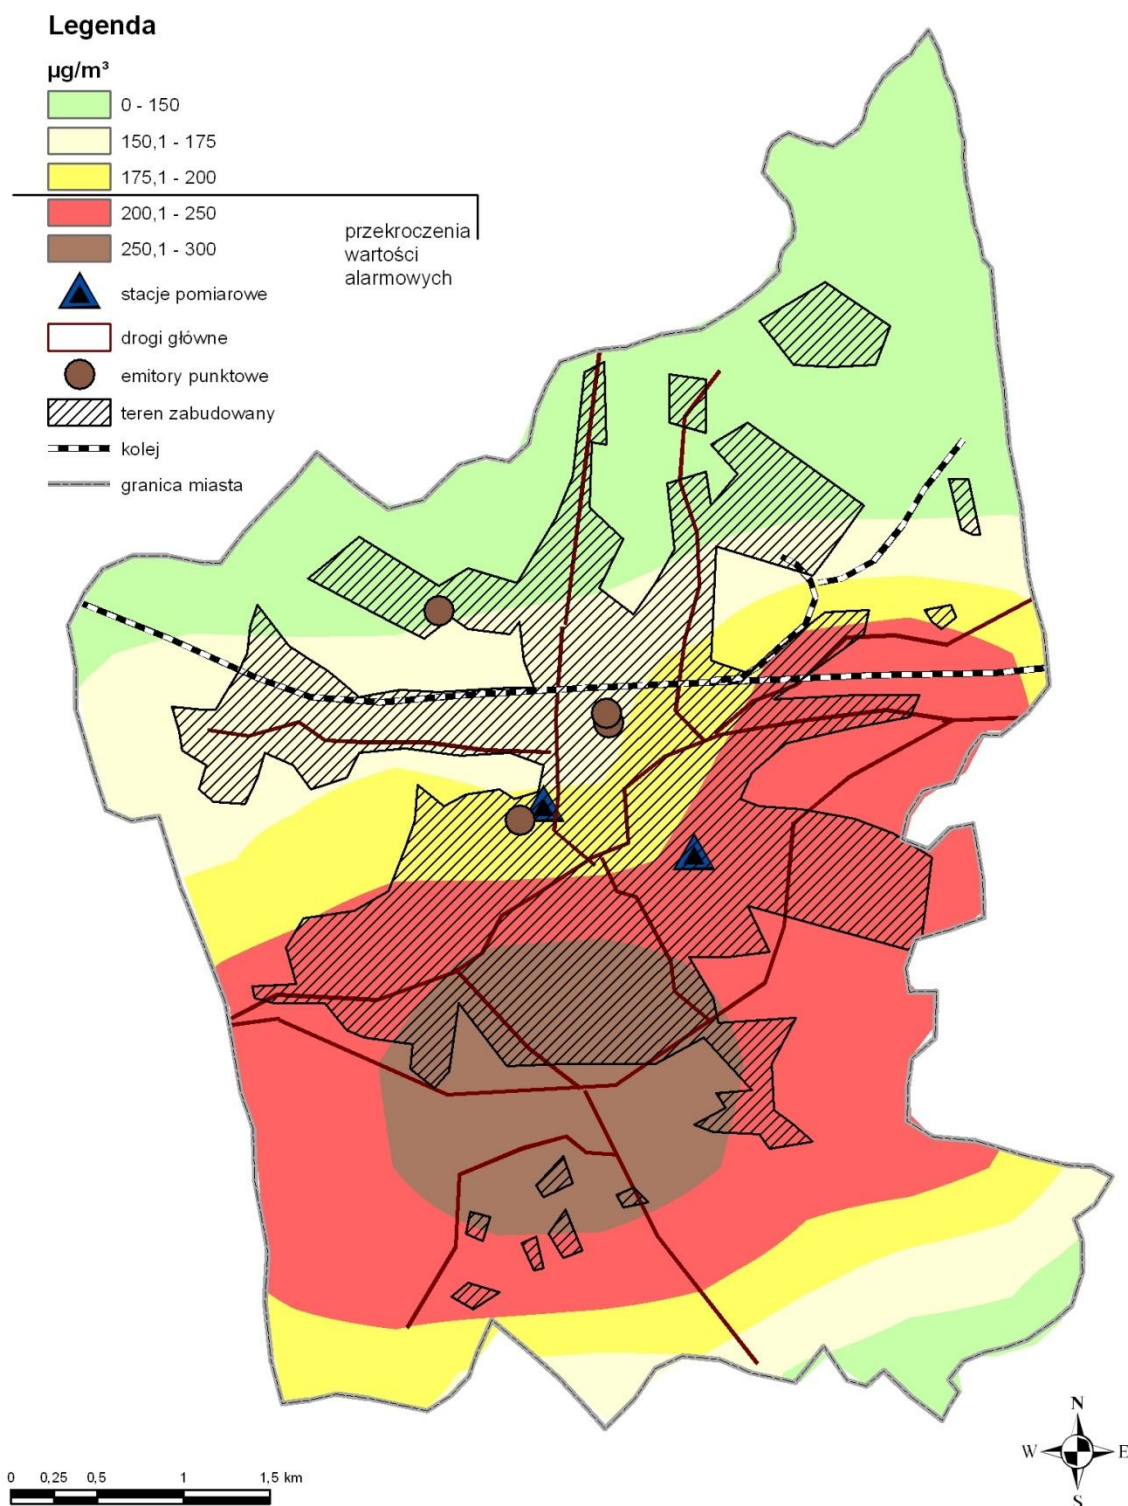 Legenda
µg/m³
0 - 150
150,1 - 175
175,1 - 200
200,1 - 250
250,1 - 300
przekroczenia
wartości
alarmowych
stacje pomiarowe
drogi główne
emitory punktowe
teren zabudowany
kolej
granica miasta
N
W E
S
0 0,25 0,5 1 1,5 km